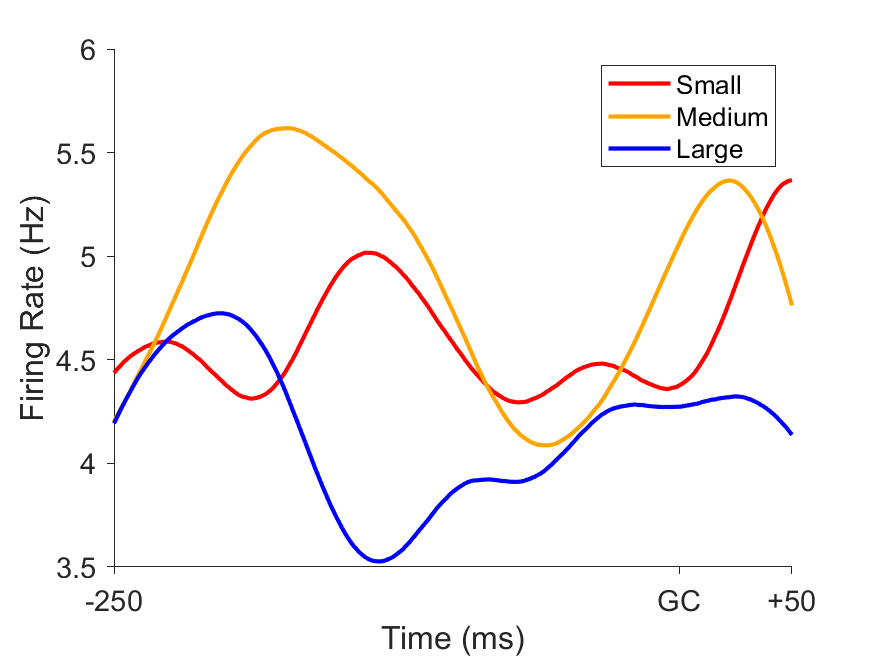 6
5.5
5
4.5
4
3.5
Firing Rate (Hz)
Small
Medium
Large
-250
GC
+50
Time (ms)